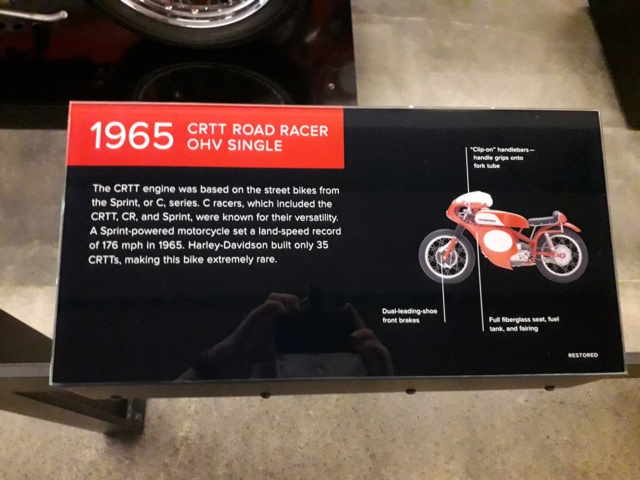 1965
CRTT ROAD RACER
OHV SINGLE
The CRTT engine was based on the street bikes from
the Sprint, or C, series. C racers, which included the
CRTT, CR, and Sprint, were known for their versatility.
A Sprint-powered motorcycle set a land-speed record
of 176 mph in 1965. Harley-Davidson built only 35
CRTTs, making this bike extremely rare.
"Clip-on" handlebars—
handle grips onto
fork tube
Dual-leading-shoe
front brakes
Full fiberglass seat, fuel
tank, and fairing
RESTORED